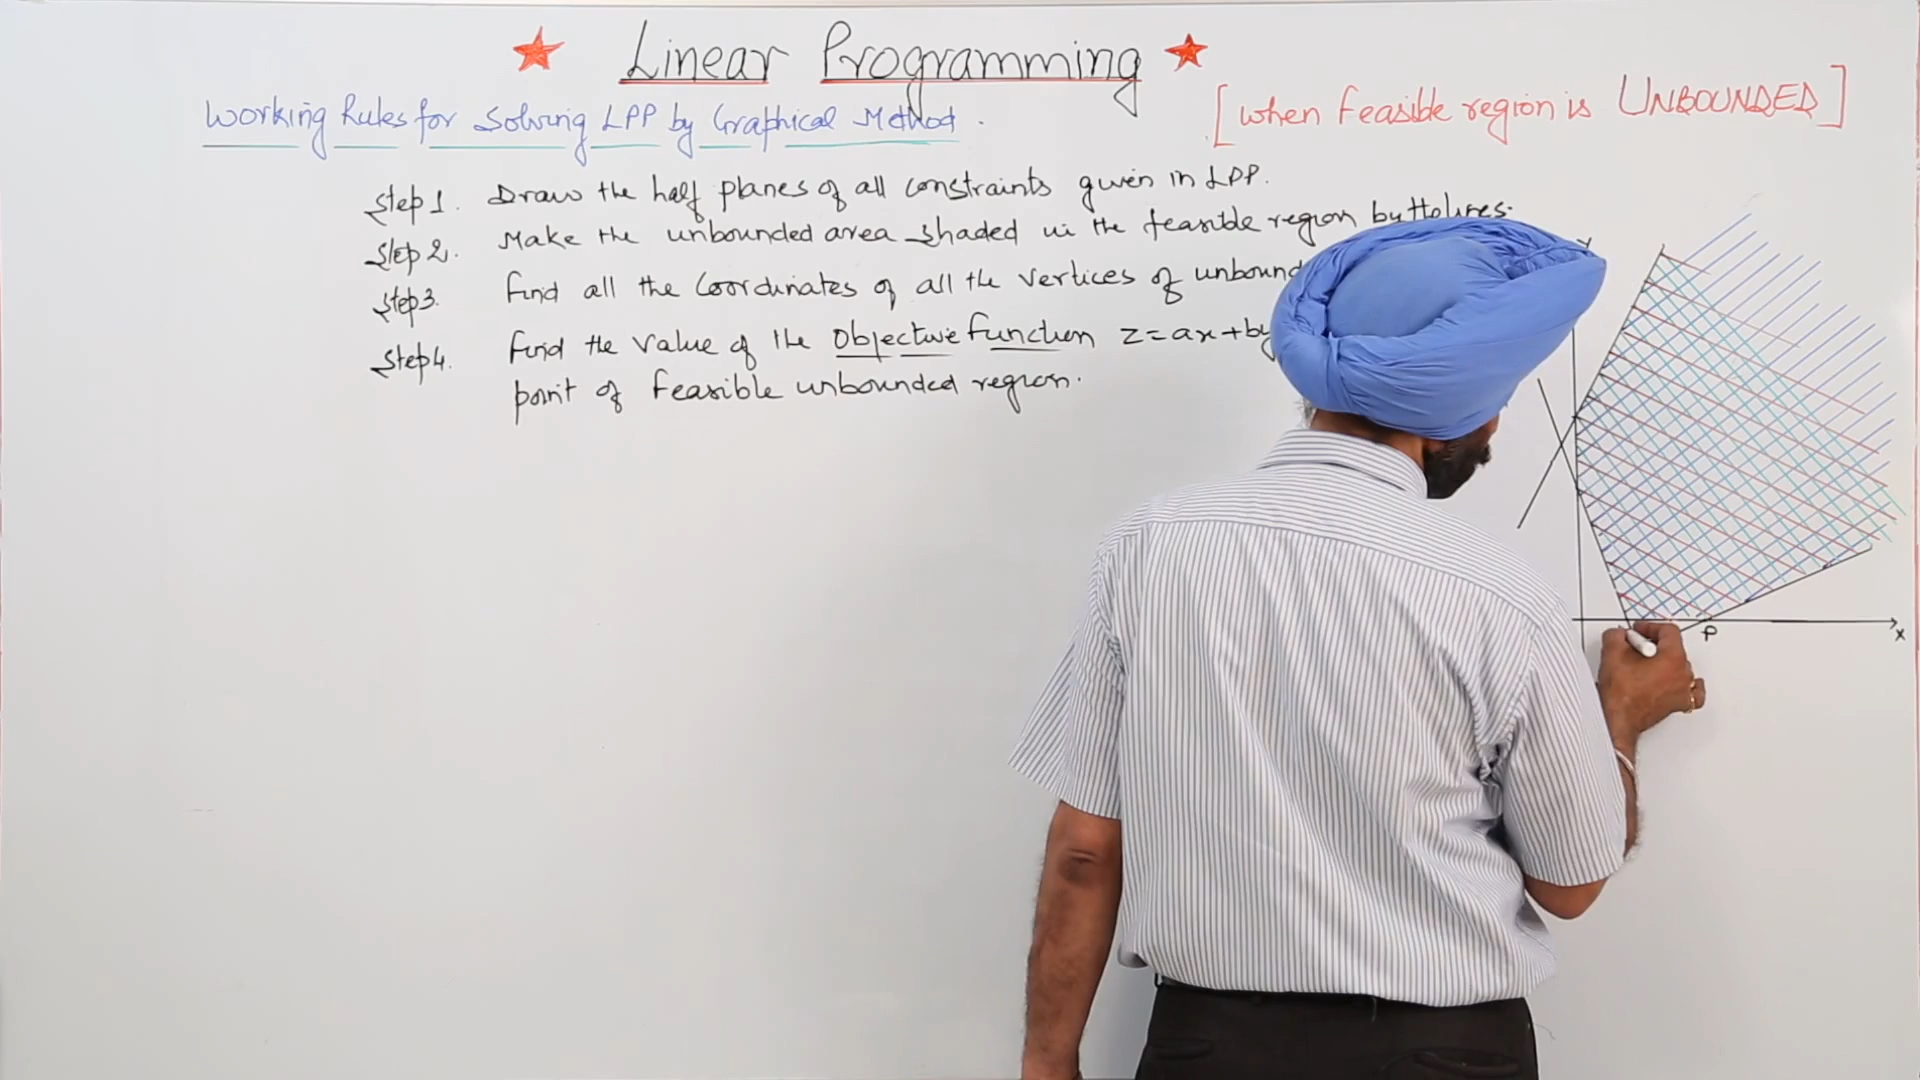 Linear Programming
Working Rules for Solving LPP by Graphical Method.
[when Feasible region is UNBOUNDED]
Step 1. Draw the half planes of all constraints given in LPP.
Step 2. Make the unbounded area shaded in the feasible region by
Step 3. Find all the Coordinates of all the vertices of unbound
Step 4. Find the value of the Objective Function z=ax+by
point of Feasible unbounded region.
P
X